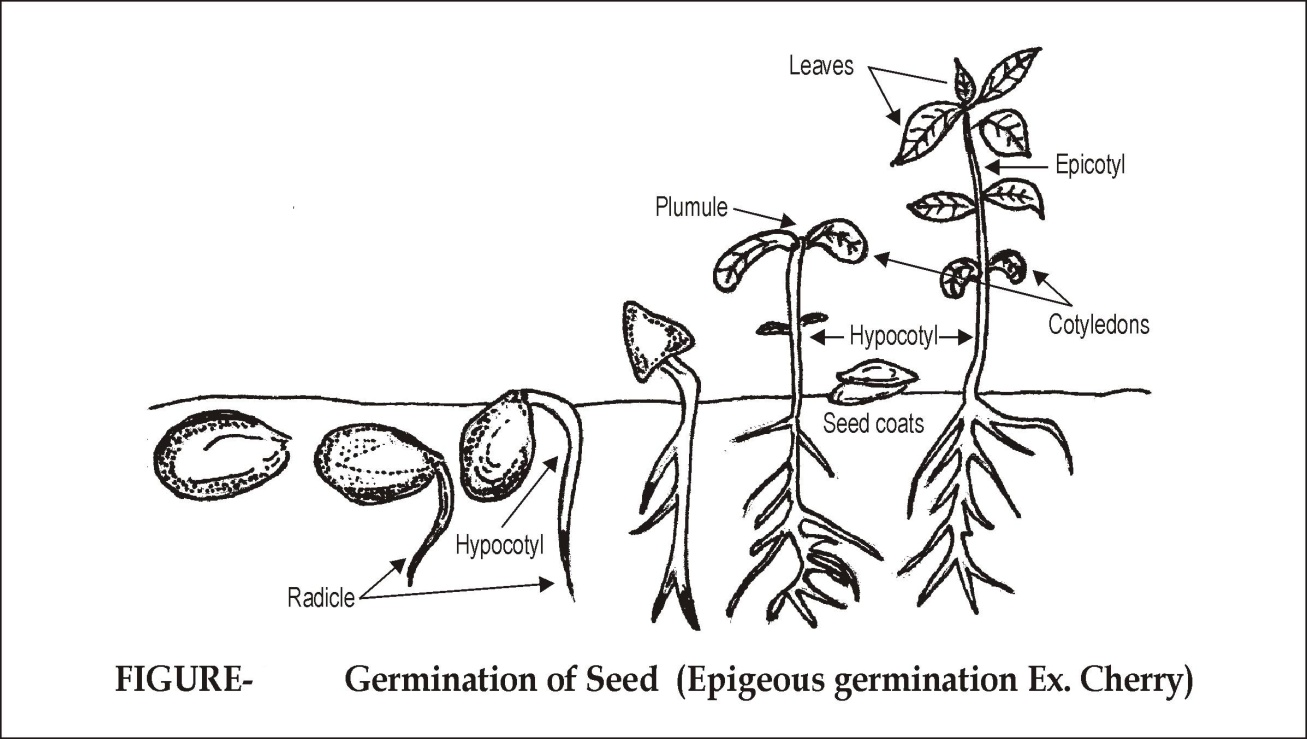 Leaves
Epicotyl
Plumule
Cotyledons
Hypocotyl
Seed coats
Hypocotyl
Radicle
FIGURE- Germination of Seed (Epigeous germination Ex. Cherry)